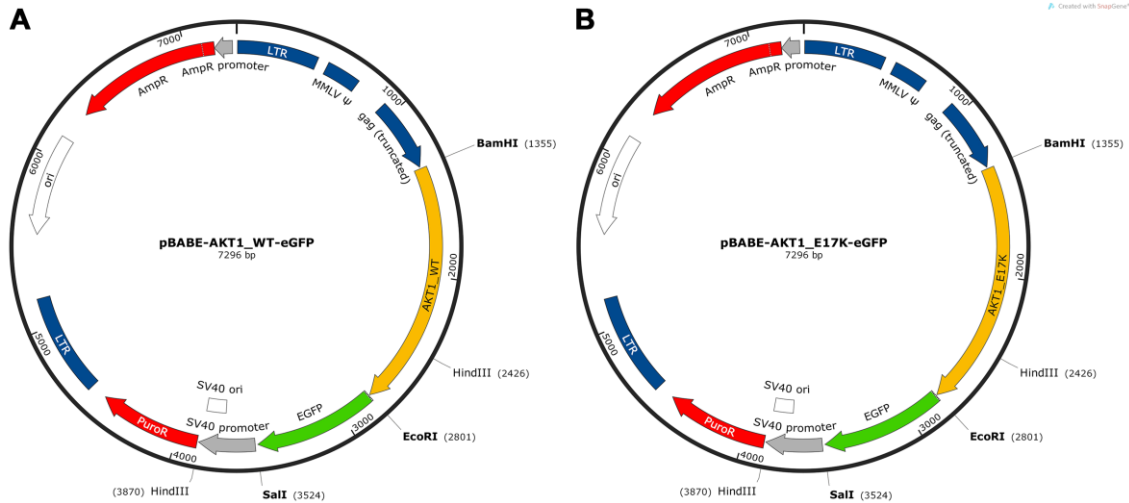 A
B
Created with SnapGene®
7000
AmpR
AmpR promoter
LTR
MMLV Ψ
1000
gag (truncated)
BamHI (1355)
6000
ori
pBABE-AKT1_WT-eGFP
7296 bp
AKT1_WT
2000
5000
LTR
HindIII (2426)
SV40 ori
SV40 promoter
EGFP
3000
EcoRI (2801)
PuroR
4000
(3870) HindIII
SalI (3524)
7000
AmpR
AmpR promoter
LTR
MMLV Ψ
1000
gag (truncated)
BamHI (1355)
6000
ori
pBABE-AKT1_E17K-eGFP
7296 bp
AKT1_E17K
2000
5000
LTR
HindIII (2426)
SV40 ori
SV40 promoter
EGFP
3000
EcoRI (2801)
PuroR
4000
(3870) HindIII
SalI (3524)